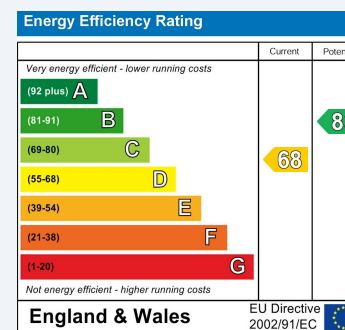 Energy Efficiency Rating
Current
Very energy efficient - lower running costs
(92 plus) A
(81-91) B
(69-80) C
(55-68) D
(39-54) E
(21-38) F
(1-20) G
68
Not energy efficient - higher running costs
England & Wales
EU Directive
2002/91/EC